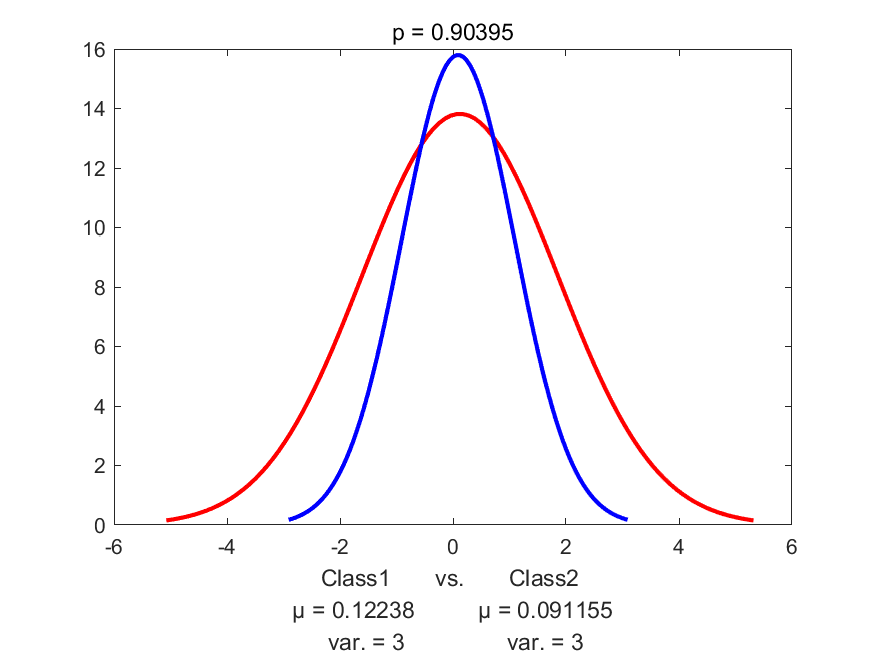 p = 0.90395
16
14
12
10
8
6
4
2
0
-6 -4 -2 0 2 4 6
Class1 vs. Class2
μ = 0.12238 μ = 0.091155
var. = 3 var. = 3